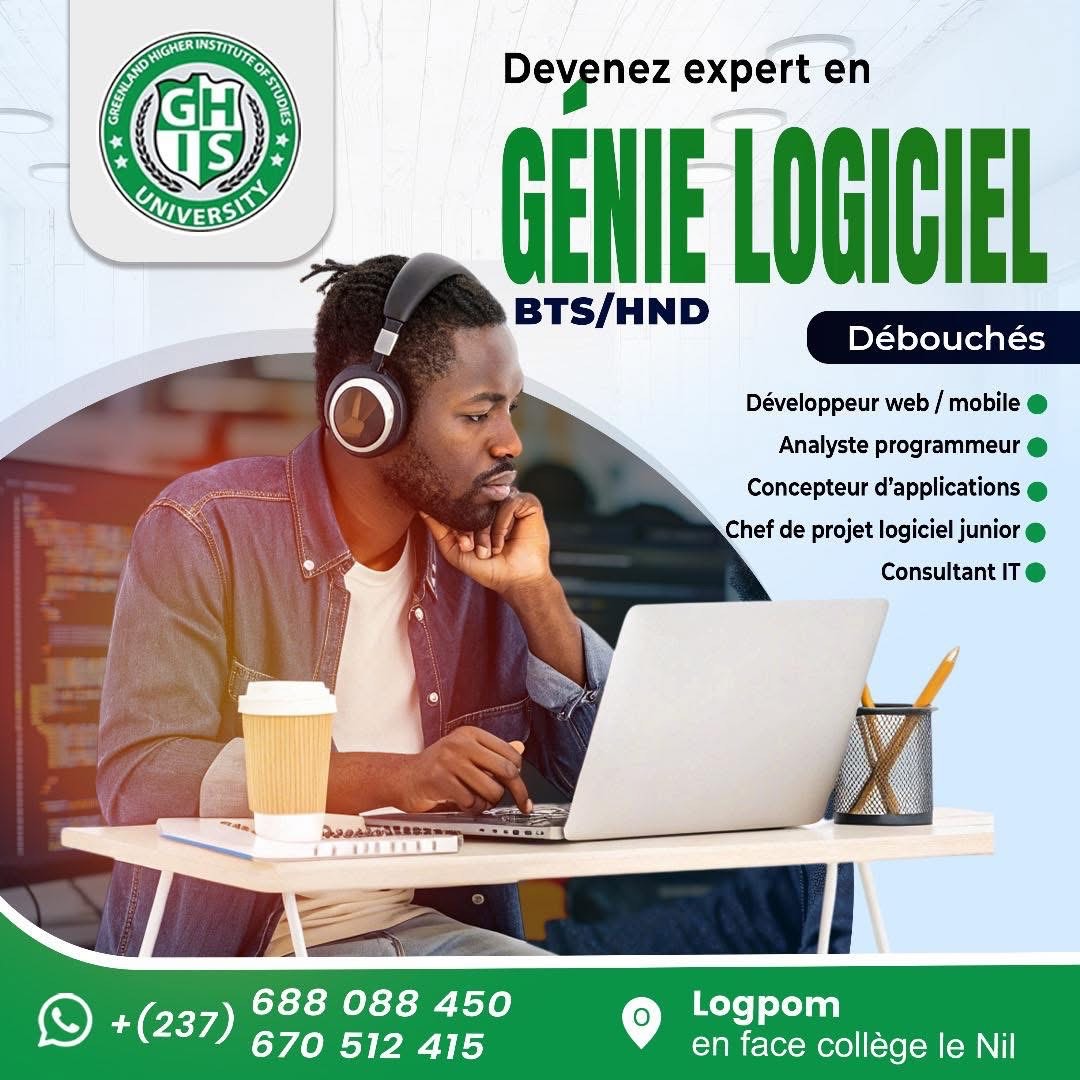 GREENLAND HIGHER INSTITUTE OF STUDIES
GH
IS
UNIVERSITY
Devenez expert en
GÉNIE LOGICIEL
BTS/HND
Débouchés
Développeur web / mobile
Analyste programmeur
Concepteur d'applications
Chef de projet logiciel junior
Consultant IT
+(237) 688 088 450
670 512 415
Logpom
en face collège le Nil